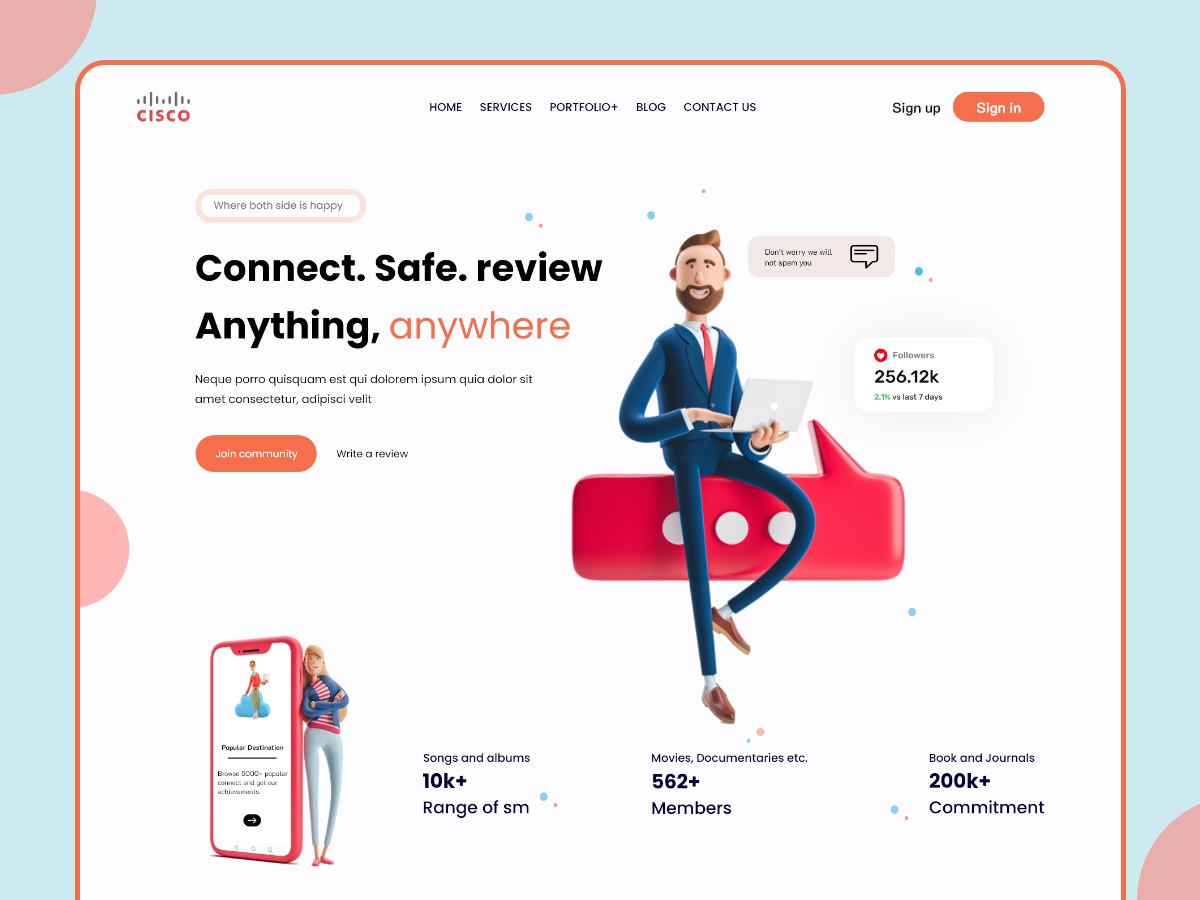 CISCO
HOME SERVICES PORTFOLIO+ BLOG CONTACT US
Sign up Sign in
Where both side is happy
Connect. Safe. review
Anything, anywhere
Neque porro quisquam est qui dolorem ipsum quia dolor sit
amet consectetur, adipisci velit
Join community Write a review
Don't worry we will
not spam you
Followers
256.12k
2.1% vs last 7 days
Popular Destination
Browse 5000+ popular
connect and get our
achievements.
Songs and albums
10k+
Range of sm
Movies, Documentaries etc.
562+
Members
Book and Journals
200k+
Commitment